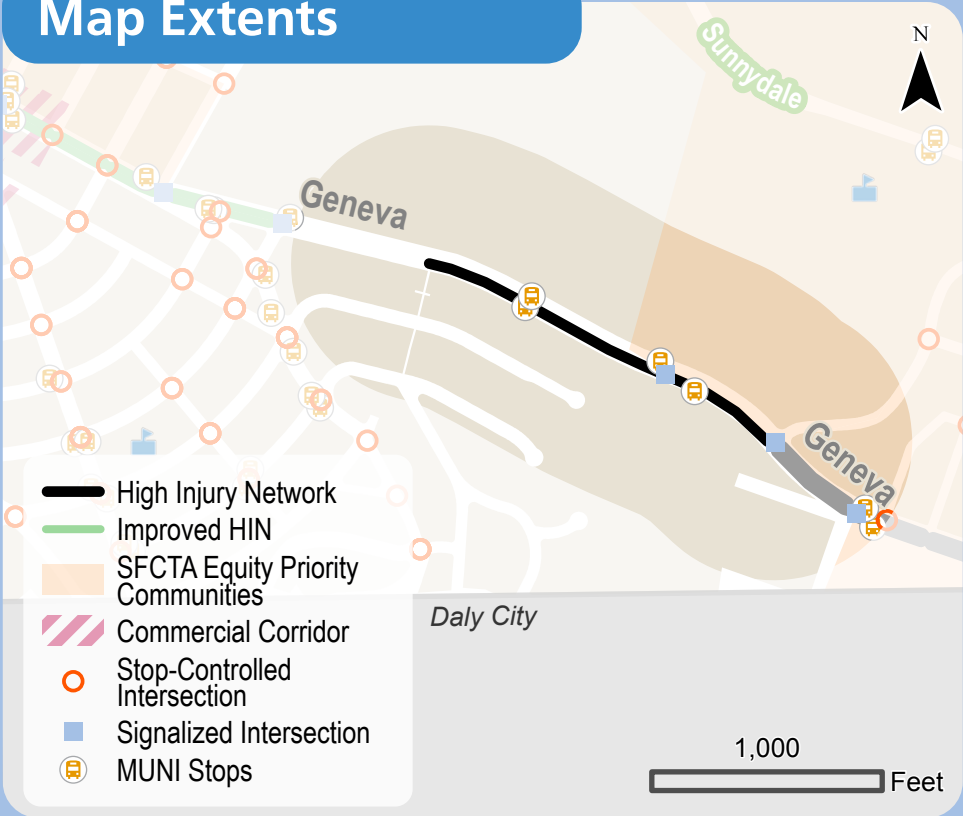 Map Extents
N
Sunnydale
Geneva
Geneva
High Injury Network
Improved HIN
SFCTA Equity Priority
Communities
Commercial Corridor
Stop-Controlled
Intersection
Signalized Intersection
MUNI Stops
Daly City
1,000
Feet